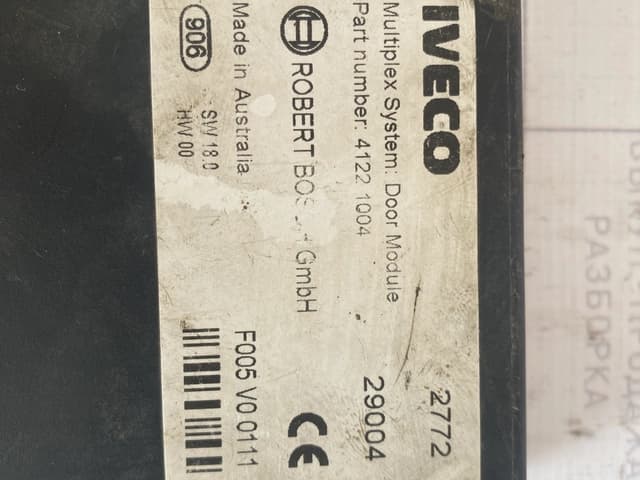 IVECO 2772
Multiplex System: Door Module
Part number: 4122 1004 29004
ROBERT GmbH CE
Made in Australia F005 V0.0111
906 SW 18.0
HW 00
РАЗБОРКА